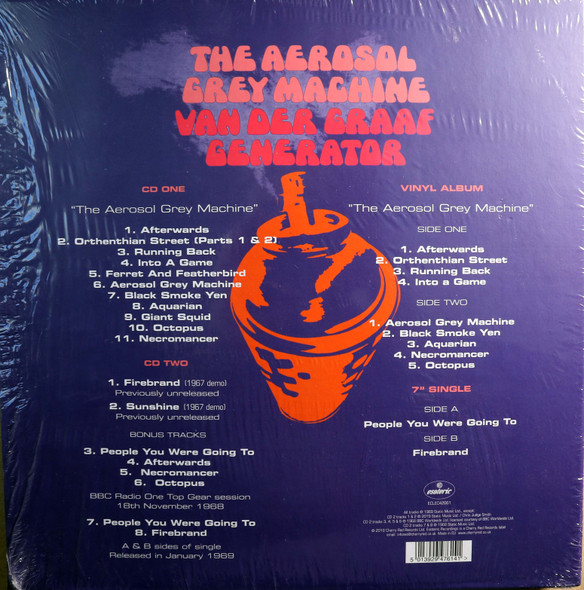 THE AEROSOL
GREY MACHINE
VAN DER GRAAF
GENERATOR
CD ONE
"The Aerosol Grey Machine"
1. Afterwards
2. Orthenthian Street (Parts 1 & 2)
3. Running Back
4. Into A Game
5. Ferret And Featherbird
6. Aerosol Grey Machine
7. Black Smoke Yen
8. Aquarian
9. Giant Squid
10. Octopus
11. Necromancer
CD TWO
1. Firebrand (1967 demo)
Previously unreleased
2. Sunshine (1967 demo)
Previously unreleased
BONUS TRACKS
3. People You Were Going To
4. Afterwards
5. Necromancer
6. Octopus
BBC Radio One Top Gear session
18th November 1968
7. People You Were Going To
8. Firebrand
A & B sides of single
Released in January 1969
VINYL ALBUM
"The Aerosol Grey Machine"
SIDE ONE
1. Afterwards
2. Orthenthian Street
3. Running Back
4. Into a Game
SIDE TWO
1. Aerosol Grey Machine
2. Black Smoke Yen
3. Aquarian
4. Necromancer
5. Octopus
7" SINGLE
SIDE A
People You Were Going To
SIDE B
Firebrand
esoteric
5 013929 476141 >